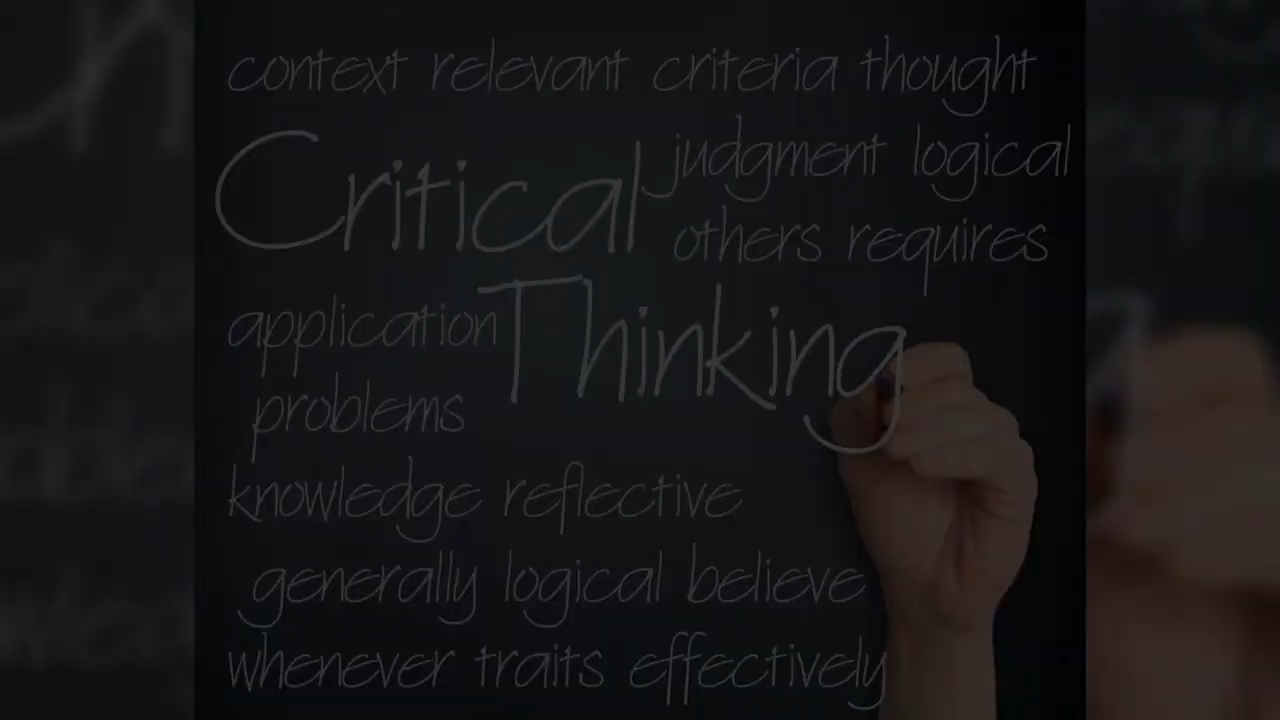 context relevant criteria thought
Critical
judgment logical
others requires
application
Thinking
problems
knowledge reflective
generally logical believe
whenever traits effectively